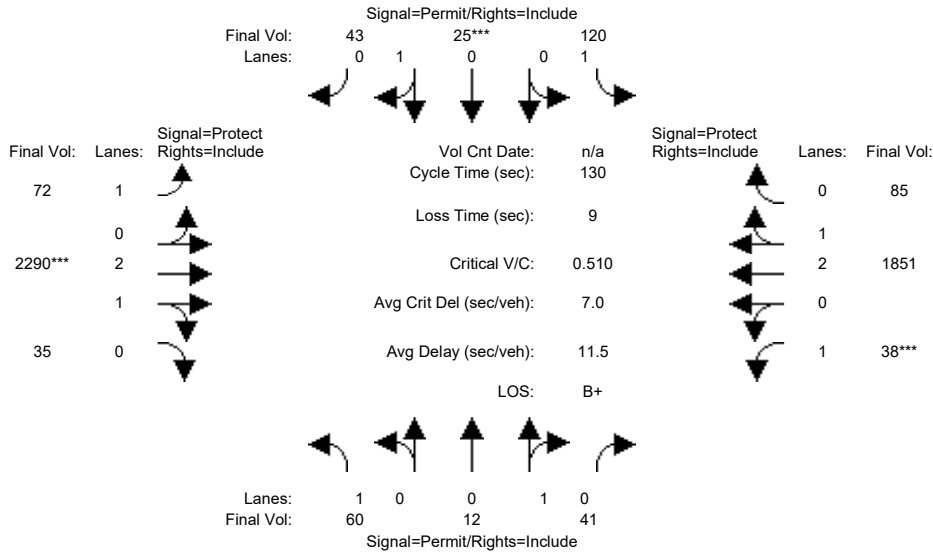 Signal=Permit/Rights=Include
Final Vol: 43 25*** 120
Lanes: 0 1 0 0 1
Signal=Protect Signal=Protect
Final Vol: Lanes: Rights=Include Vol Cnt Date: n/a Rights=Include Lanes: Final Vol:
Cycle Time (sec): 130
72 1 0 85
Loss Time (sec): 9
0 1
2290*** 2 Critical V/C: 0.510 2 1851
1 Avg Crit Del (sec/veh): 7.0 0
35 0 Avg Delay (sec/veh): 11.5 1 38***
LOS: B+
Lanes: 1 0 0 1 0
Final Vol: 60 12 41
Signal=Permit/Rights=Include